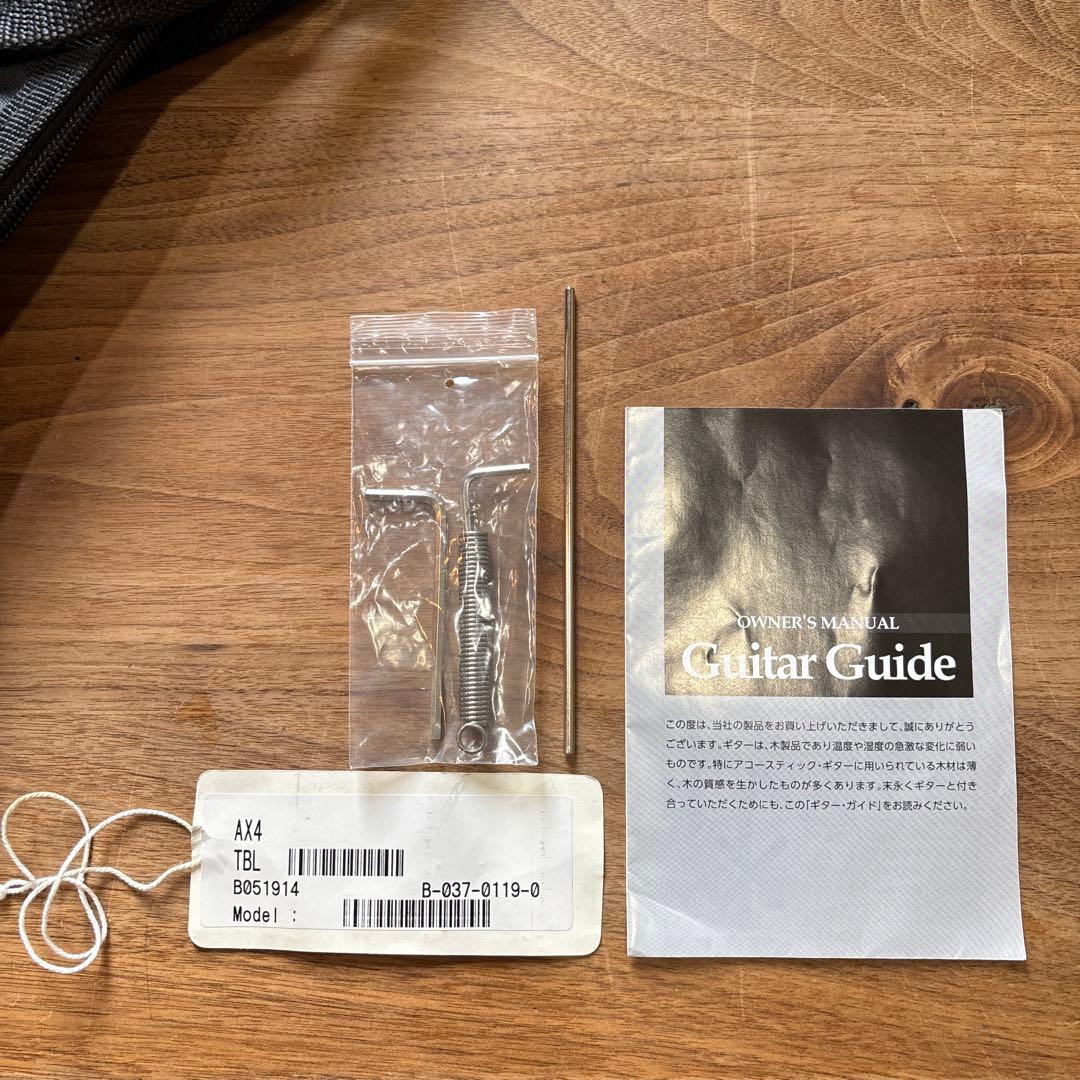 OWNER'S MANUAL
Guitar Guide
この度は、当社の製品をお買い上げいただきまして、誠にありがとう
ございます。ギターは、木製品であり温度や湿度の急激な変化に弱い
ものです。特にアコースティック・ギターに用いられている木材は薄
く、木の質感を生かしたものが多くあります。末永くギターと付き
合っていただくためにも、この「ギター・ガイド」をお読みください。
AX4
TBL
B051914 B-037-0119-0
Model :